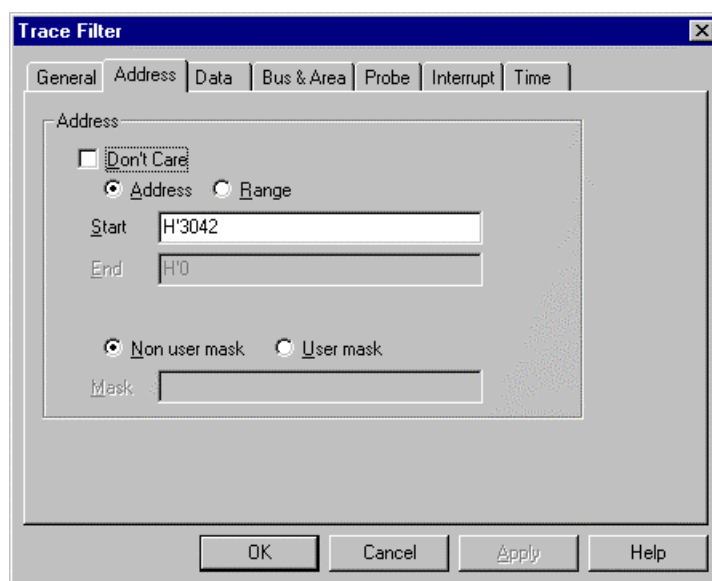 Trace Filter
General Address Data Bus & Area Probe Interrupt Time
Address
Don't Care
Address Range
Start H'3042
End H'0
Non user mask User mask
Mask
OK Cancel Apply Help